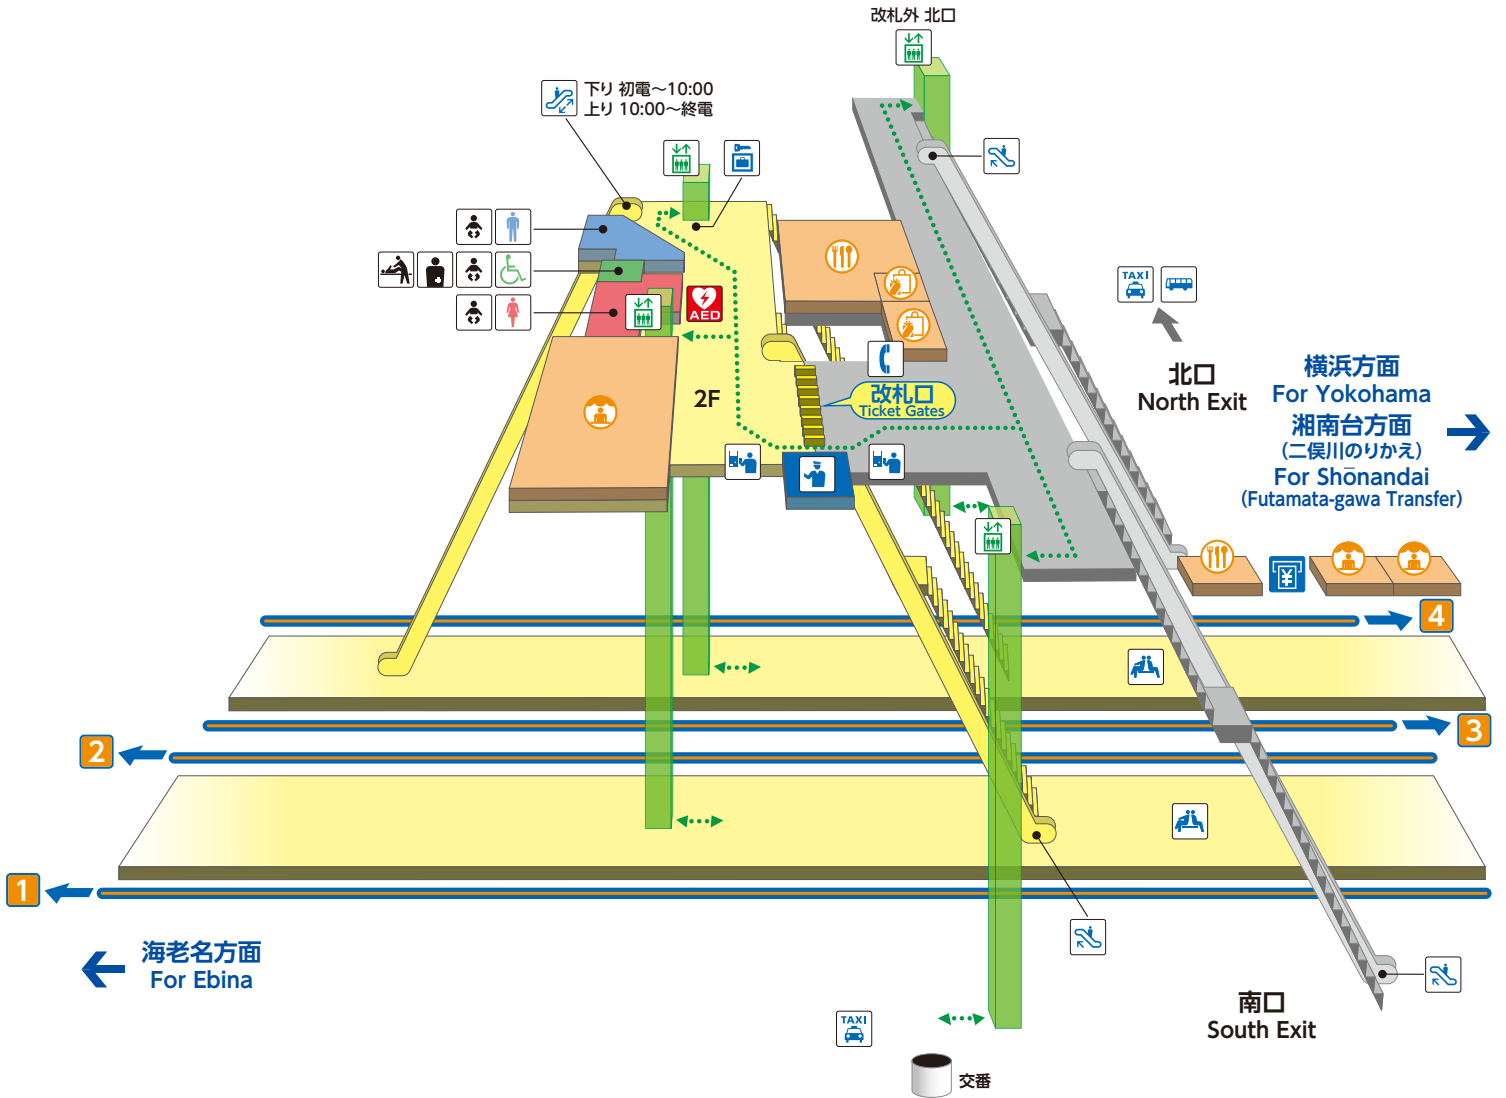 改札外 北口
下り 初電〜10:00
上り 10:00〜終電
AED
2F
改札口
Ticket Gates
TAXI
北口
North Exit
横浜方面
For Yokohama
湘南台方面
(二俣川のりかえ)
For Shōnandai
(Futamata-gawa Transfer)
¥
4
3
2
1
海老名方面
For Ebina
南口
South Exit
TAXI
交番